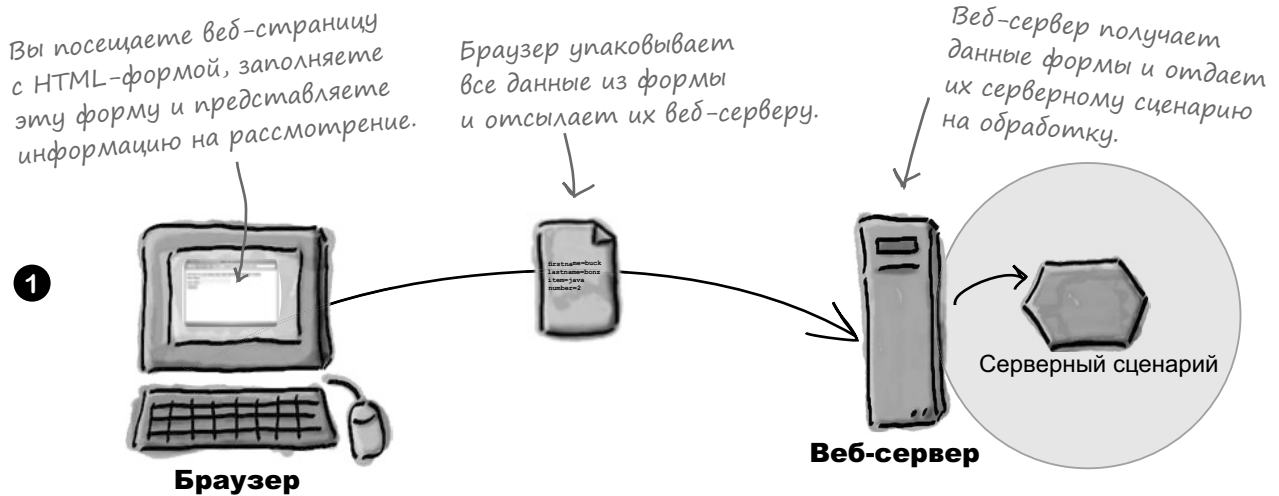 Вы посещаете веб-страницу
с HTML-формой, заполняете
эту форму и представляете
информацию на рассмотрение.
Браузер упаковывает
все данные из формы
и отсылает их веб-серверу.
Веб-сервер получает
данные формы и отдает
их серверному сценарию
на обработку.
1
firstname=buck
lastname=bonz
item=java
number=2
Серверный сценарий
Веб-сервер
Браузер